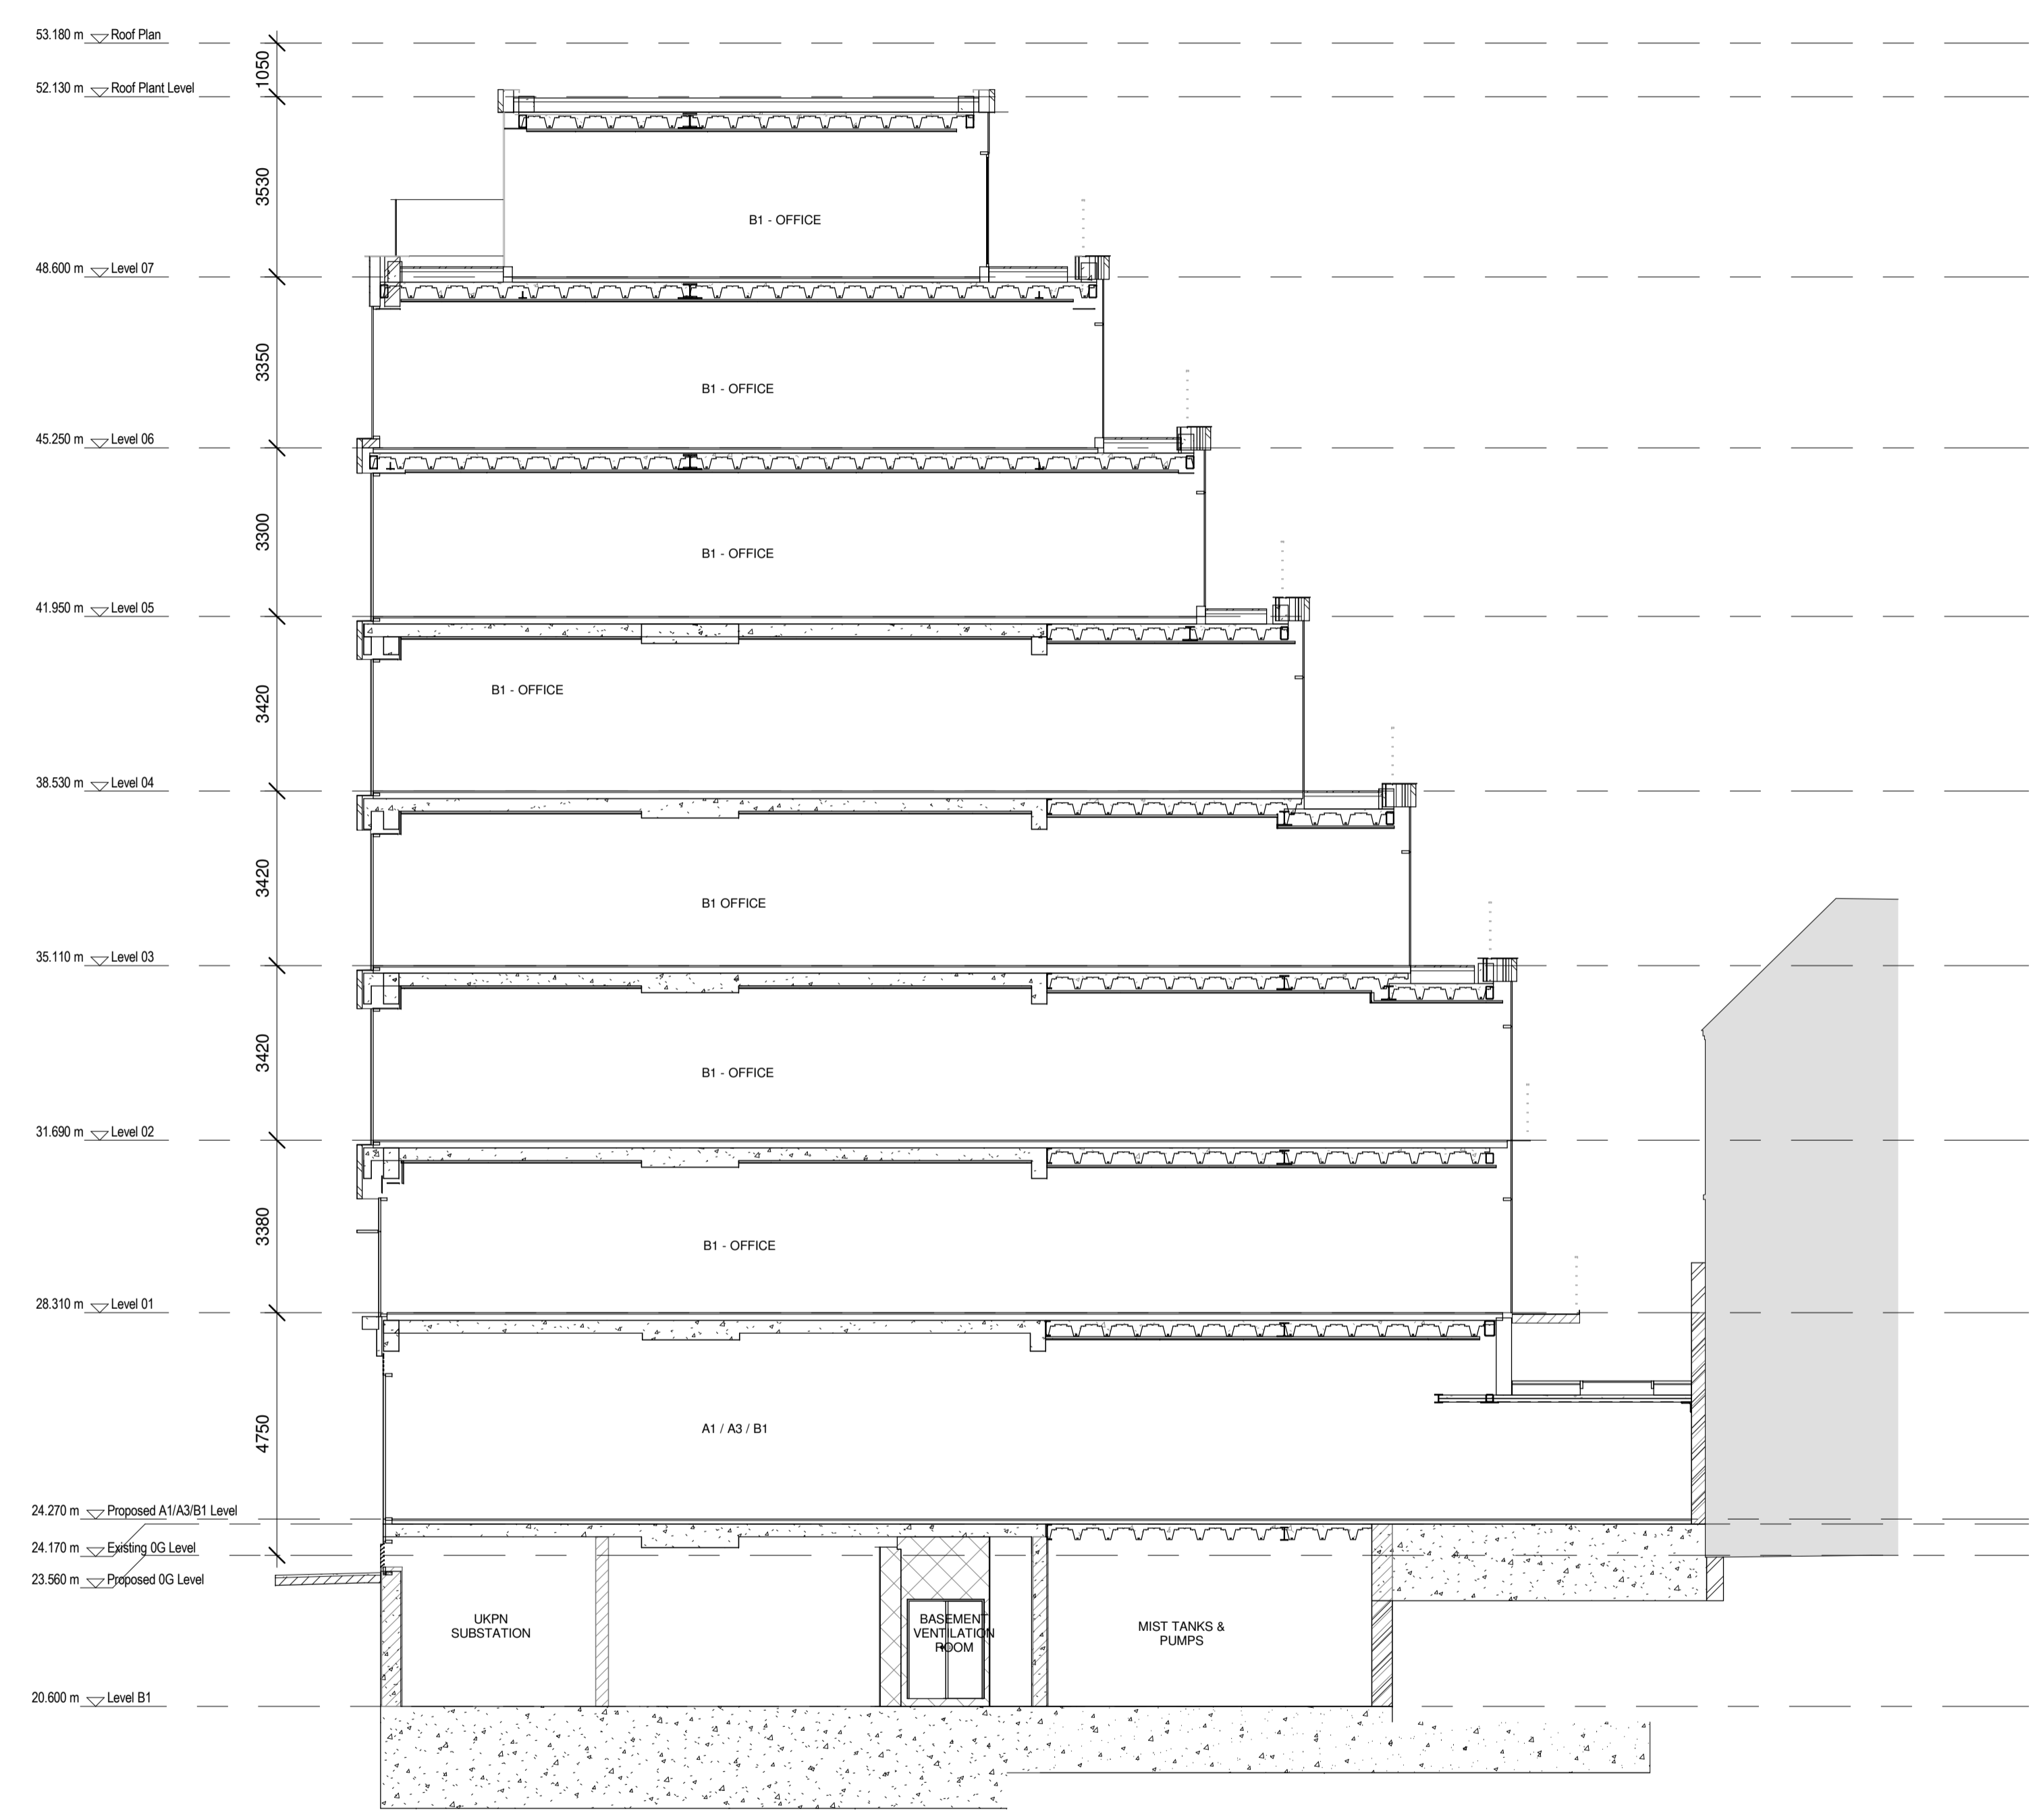 53.180 m Roof Plan
1050
52.130 m Roof Plant Level
3530
B1 - OFFICE
48.600 m Level 07
3350
B1 - OFFICE
45.250 m Level 06
3300
B1 - OFFICE
41.950 m Level 05
B1 - OFFICE
3420
38.530 m Level 04
3420
B1 OFFICE
35.110 m Level 03
3420
B1 - OFFICE
31.690 m Level 02
3380
B1 - OFFICE
28.310 m Level 01
4750
A1 / A3 / B1
24.270 m Proposed A1/A3/B1 Level
24.170 m Existing 0G Level
23.560 m Proposed 0G Level
UKPN
SUBSTATION
BASEMENT
VENTILATION
ROOM
MIST TANKS &
PUMPS
20.600 m Level B1